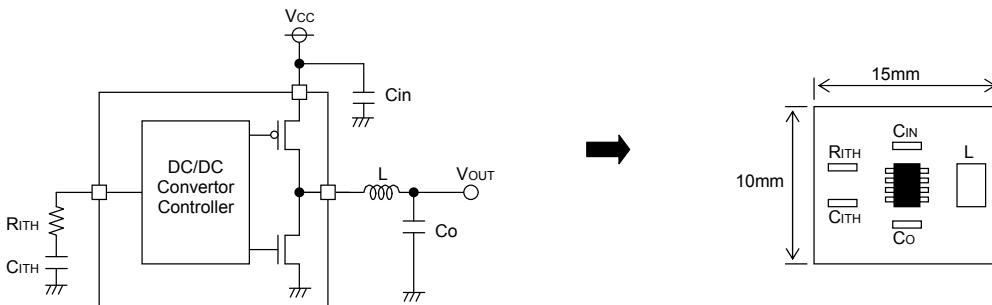 VCC
Cin
DC/DC
Convertor
Controller
L
VOUT
RITH
CITH
Co
15mm
10mm
CIN
RITH
L
CITH
CO